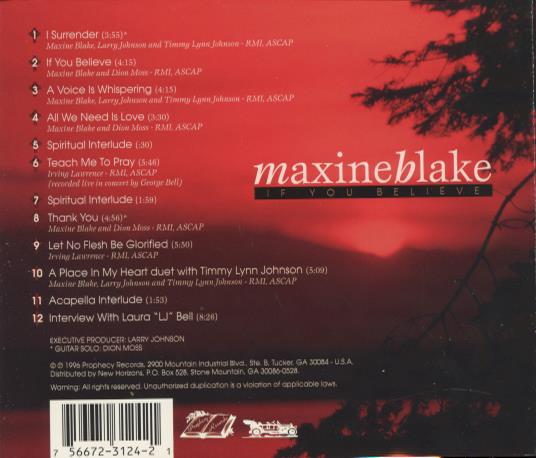 1 I Surrender (3:55)*
Maxine Blake, Larry Johnson and Timmy Lynn Johnson - RMI, ASCAP
2 If You Believe (4:15)
Maxine Blake and Dion Moss - RMI, ASCAP
3 A Voice Is Whispering (4:15)
Maxine Blake, Larry Johnson and Timmy Lynn Johnson - RMI, ASCAP
4 All We Need Is Love (3:30)
Maxine Blake and Dion Moss - RMI, ASCAP
5 Spiritual Interlude (:30)
6 Teach Me To Pray (5:46)
Irving Lawrence - RMI, ASCAP
(recorded live in concert by George Bell)
7 Spiritual Interlude (1:59)
8 Thank You (4:56)*
Maxine Blake and Dion Moss - RMI, ASCAP
9 Let No Flesh Be Glorified (5:50)
Irving Lawrence - RMI, ASCAP
10 A Place In My Heart duet with Timmy Lynn Johnson (5:09)
Maxine Blake, Larry Johnson and Timmy Lynn Johnson - RMI, ASCAP
11 Acapella Interlude (1:53)
12 Interview With Laura "LJ" Bell (8:26)
maxineblake
IF YOU BELIEVE
EXECUTIVE PRODUCER: LARRY JOHNSON
* GUITAR SOLO: DION MOSS
© ℗ 1996 Prophecy Records, 2900 Mountain Industrial Blvd., Ste. B, Tucker, GA 30084 - U.S.A.
Distributed by New Horizons, P.O. Box 528, Stone Mountain, GA 30086-0528.
Warning: All rights reserved. Unauthorized duplication is a violation of applicable laws.
7 56672-3124-2 1